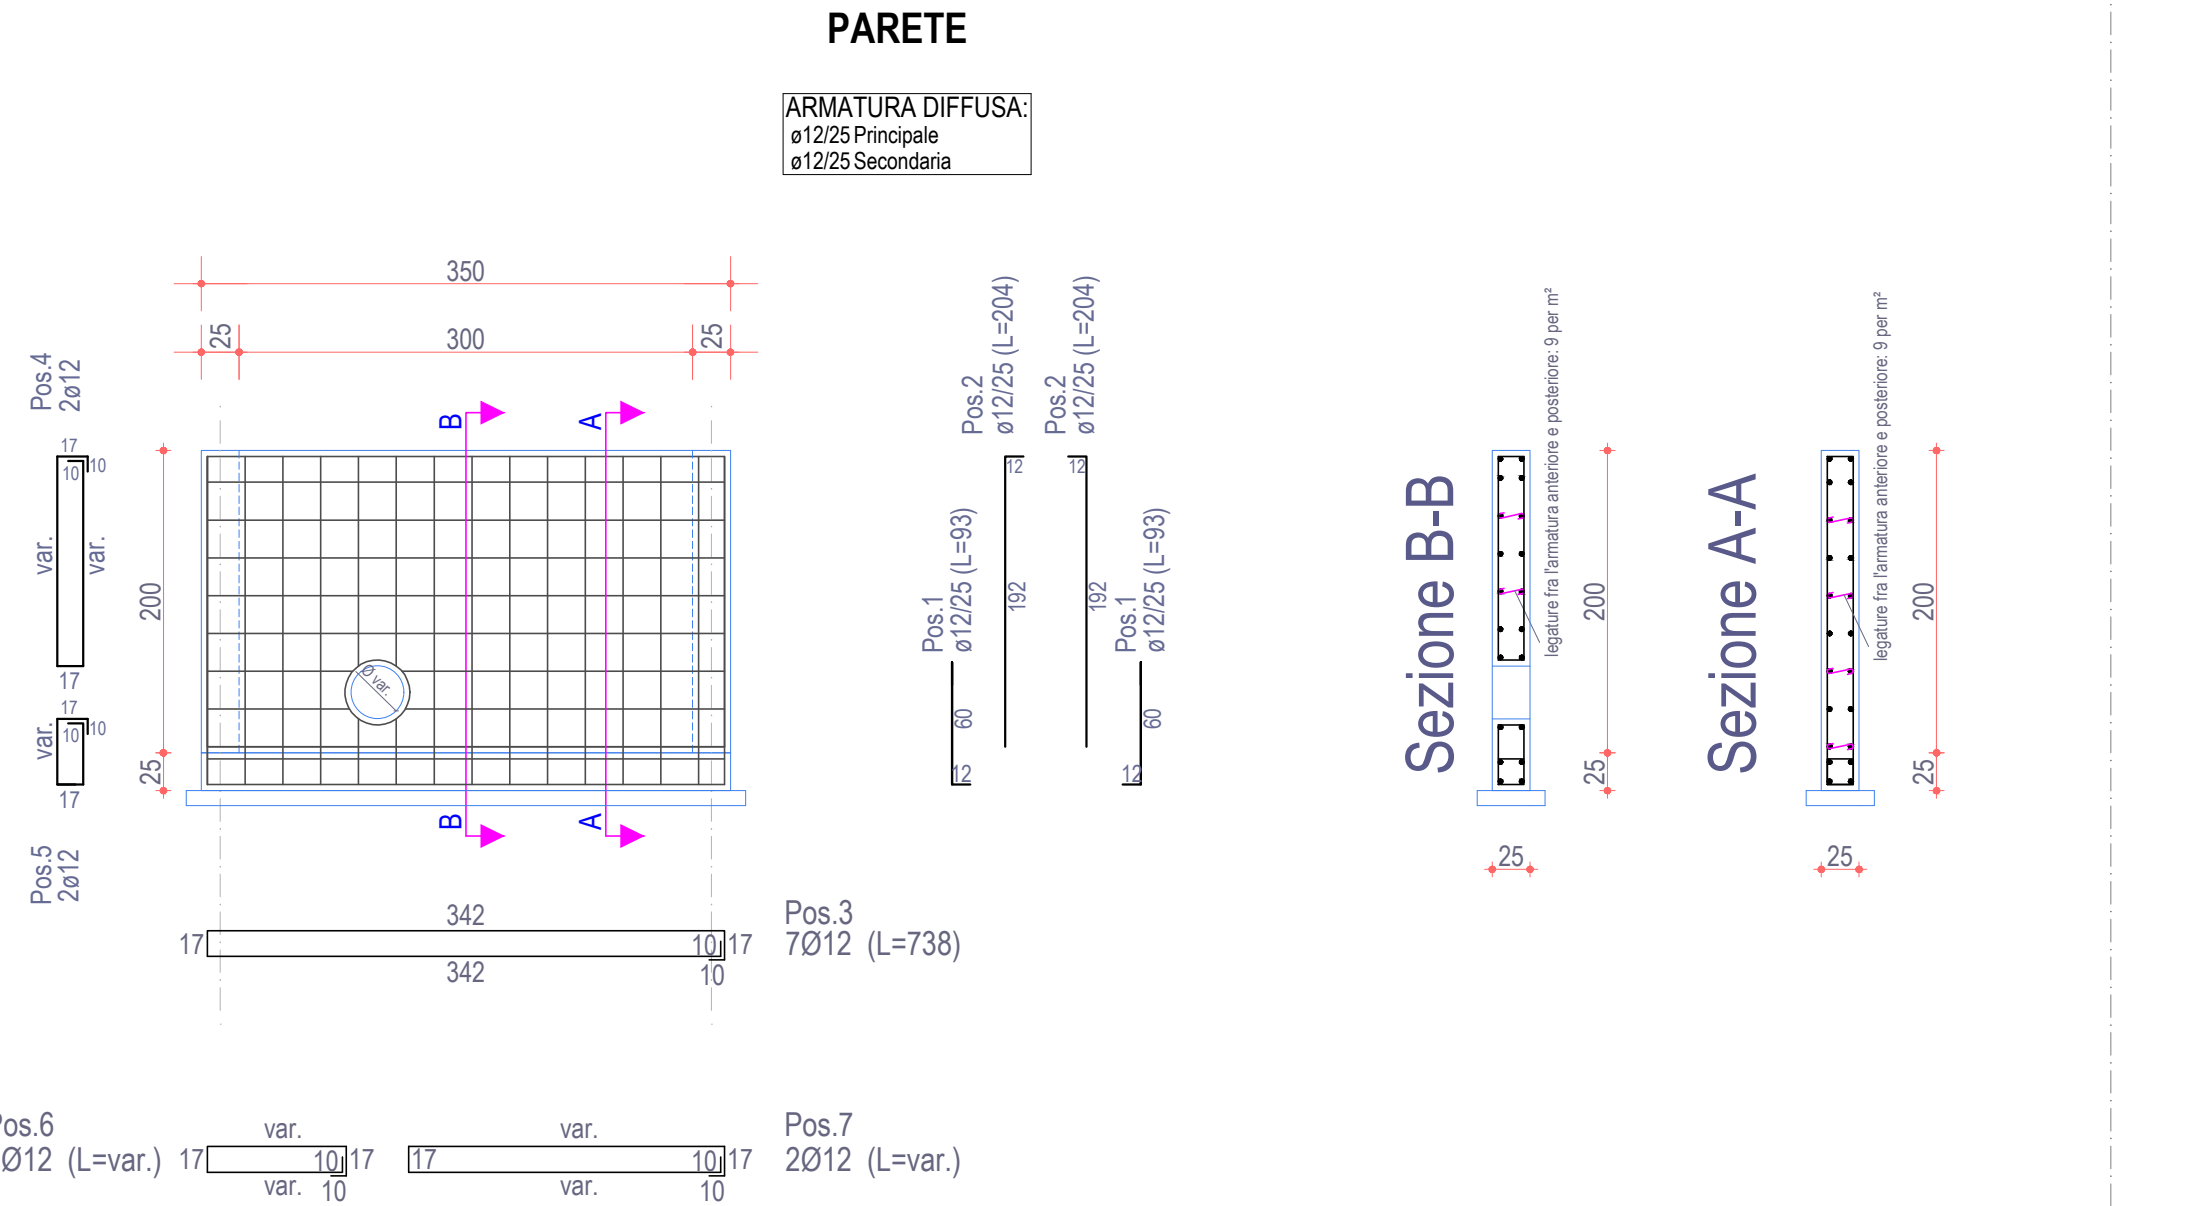 PARETE
ARMATURA DIFFUSA:
ø12/25 Principale
ø12/25 Secondaria
350
25
300
25
Pos.4
2ø12
17
10
10
var.
var.
17
17
10
10
var.
17
Pos.5
2ø12
200
25
B
A
Ø var.
B
A
Pos.2
ø12/25 (L=204)
Pos.2
ø12/25 (L=204)
12
12
192
192
Pos.1
ø12/25 (L=93)
Pos.1
ø12/25 (L=93)
60
60
12
12
Sezione B-B
legature fra l'armatura anteriore e posteriore: 9 per m²
200
25
25
Sezione A-A
legature fra l'armatura anteriore e posteriore: 9 per m²
200
25
25
342
17
10
17
342
10
Pos.3
7Ø12 (L=738)
Pos.6
Ø12 (L=var.)
var.
17
10
17
var.
10
var.
17
10
17
var.
10
Pos.7
2Ø12 (L=var.)